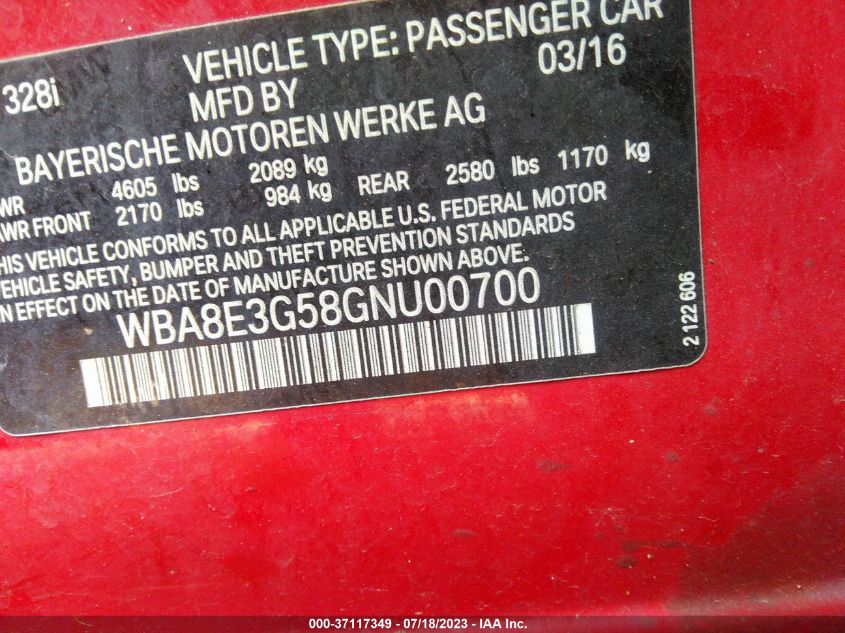 328i VEHICLE TYPE: PASSENGER CAR
MFD BY 03/16
BAYERISCHE MOTOREN WERKE AG
4605 lbs 2089 kg
2170 lbs 984 kg REAR 2580 lbs 1170 kg
WR
AWR FRONT
HIS VEHICLE CONFORMS TO ALL APPLICABLE U.S. FEDERAL MOTOR
VEHICLE SAFETY, BUMPER AND THEFT PREVENTION STANDARDS
IN EFFECT ON THE DATE OF MANUFACTURE SHOWN ABOVE.
WBA8E3G58GNU00700
2 122 606
000-37117349 - 07/18/2023 - IAA Inc.